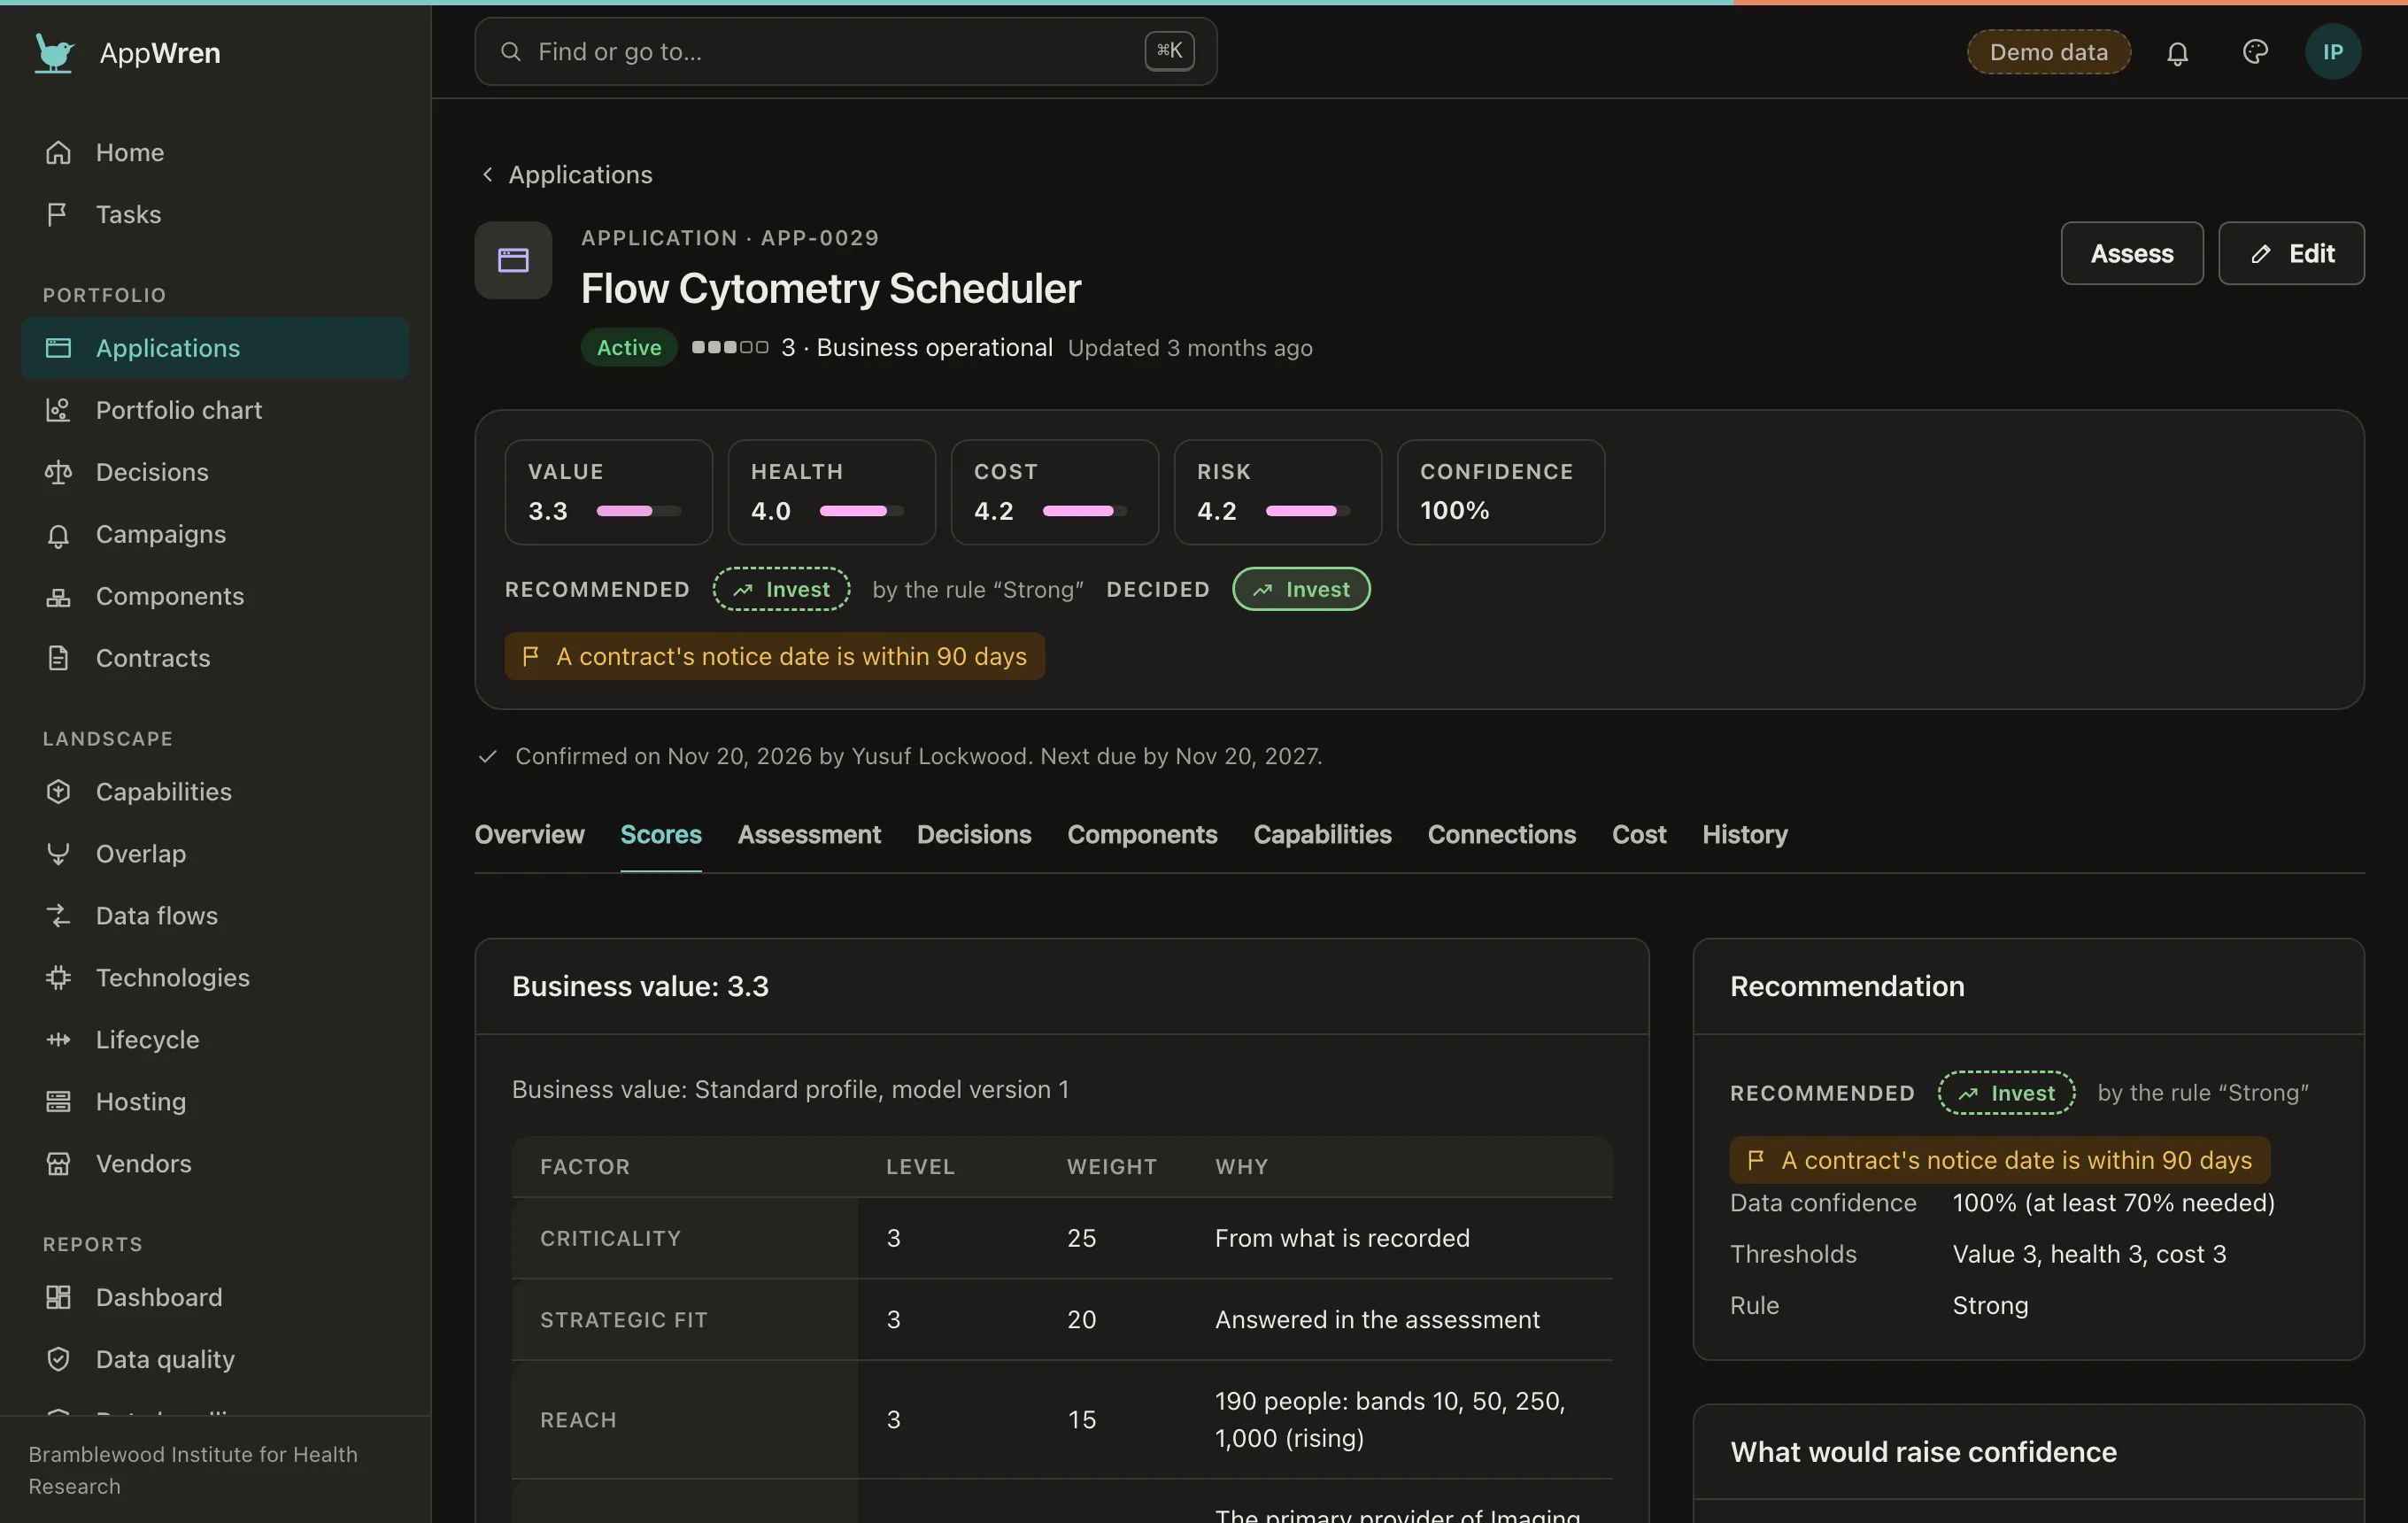 AppWren
Find or go to...
⌘K
Demo data
IP
Home
Tasks
PORTFOLIO
Applications
Portfolio chart
Decisions
Campaigns
Components
Contracts
LANDSCAPE
Capabilities
Overlap
Data flows
Technologies
Lifecycle
Hosting
Vendors
REPORTS
Dashboard
Data quality
Bramblewood Institute for Health
Research
Applications
APPLICATION · APP-0029
Flow Cytometry Scheduler
Active 3 · Business operational Updated 3 months ago
Assess
Edit
VALUE
3.3
HEALTH
4.0
COST
4.2
RISK
4.2
CONFIDENCE
100%
RECOMMENDED Invest by the rule “Strong” DECIDED Invest
A contract's notice date is within 90 days
Confirmed on Nov 20, 2026 by Yusuf Lockwood. Next due by Nov 20, 2027.
Overview Scores Assessment Decisions Components Capabilities Connections Cost History
Business value: 3.3
Business value: Standard profile, model version 1
FACTOR LEVEL WEIGHT WHY
CRITICALITY 3 25 From what is recorded
STRATEGIC FIT 3 20 Answered in the assessment
REACH 3 15 190 people: bands 10, 50, 250,
1,000 (rising)
The primary provider of Imaging
Recommendation
RECOMMENDED Invest by the rule “Strong”
A contract's notice date is within 90 days
Data confidence 100% (at least 70% needed)
Thresholds Value 3, health 3, cost 3
Rule Strong
What would raise confidence